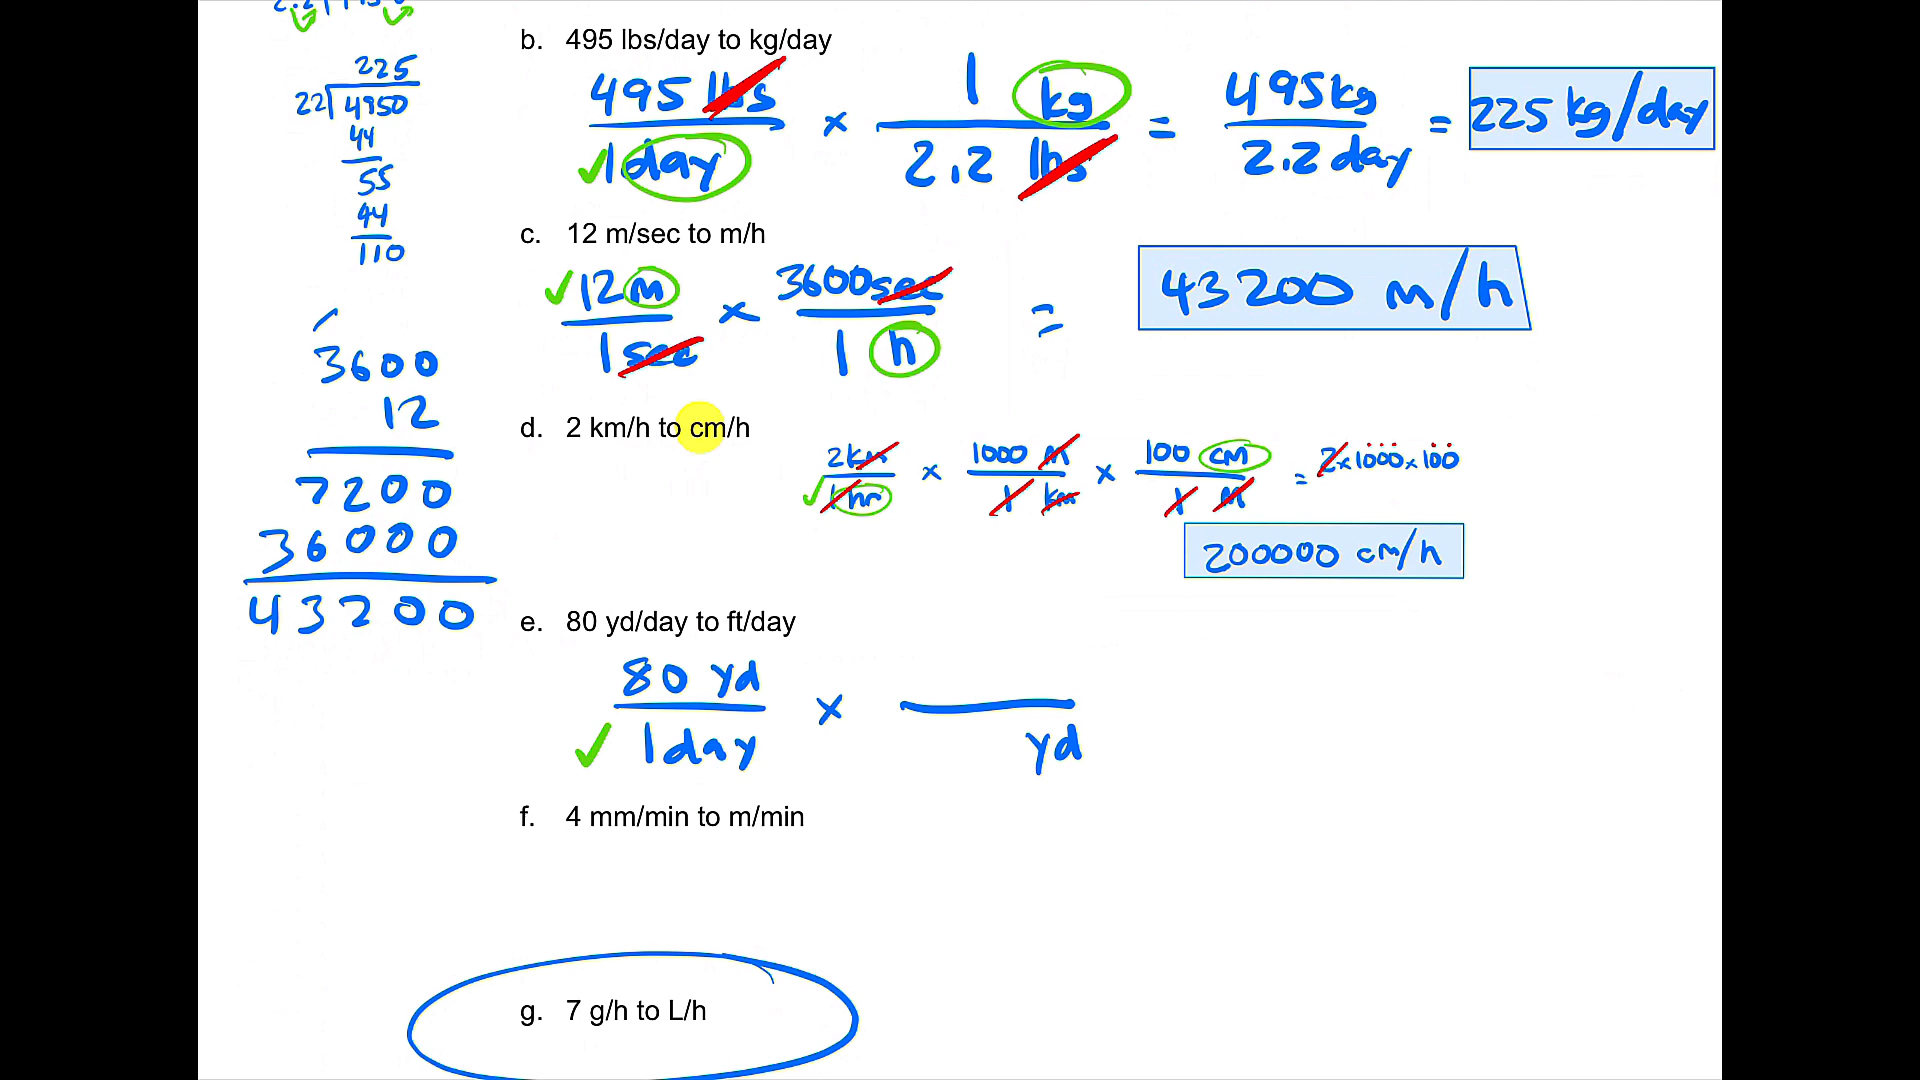 225
22 4950
44
55
44
110
3600
12
7200
36000
43200
b. 495 lbs/day to kg/day
495 lbs / 1 day × 1 kg / 2.2 lbs = 495 kg / 2.2 day = 225 kg/day
c. 12 m/sec to m/h
12 m / 1 sec × 3600 sec / 1 h = 43200 m/h
d. 2 km/h to cm/h
2 km / 1 hr × 1000 m / 1 km × 100 cm / 1 m = 2×1000×100
200000 cm/h
e. 80 yd/day to ft/day
80 yd / 1 day × / yd
f. 4 mm/min to m/min
g. 7 g/h to L/h